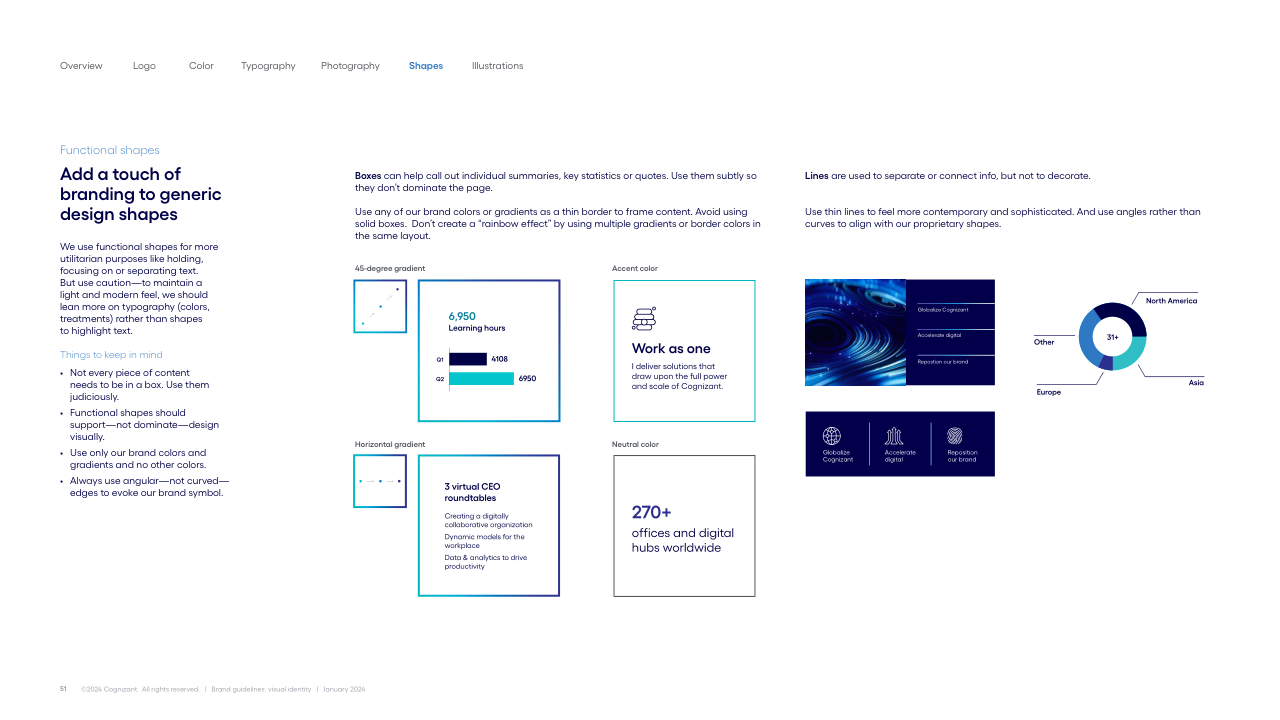 Overview Logo Color Typography Photography Shapes Illustrations
Functional shapes
Add a touch of
branding to generic
design shapes
We use functional shapes for more
utilitarian purposes like holding,
focusing on or separating text.
But use caution—to maintain a
light and modern feel, we should
lean more on typography (colors,
treatments) rather than shapes
to highlight text.
Things to keep in mind
• Not every piece of content
needs to be in a box. Use them
judiciously.
• Functional shapes should
support—not dominate—design
visually.
• Use only our brand colors and
gradients and no other colors.
• Always use angular—not curved—
edges to evoke our brand symbol.
Boxes can help call out individual summaries, key statistics or quotes. Use them subtly so
they don’t dominate the page.
Use any of our brand colors or gradients as a thin border to frame content. Avoid using
solid boxes. Don’t create a “rainbow effect” by using multiple gradients or border colors in
the same layout.
45-degree gradient
6,950
Learning hours
Q1 4108
Q2 6950
Accent color
Work as one
I deliver solutions that
draw upon the full power
and scale of Cognizant.
Horizontal gradient
3 virtual CEO
roundtables
Creating a digitally
collaborative organization
Dynamic models for the
workplace
Data & analytics to drive
productivity
Neutral color
270+
offices and digital
hubs worldwide
Lines are used to separate or connect info, but not to decorate.
Use thin lines to feel more contemporary and sophisticated. And use angles rather than
curves to align with our proprietary shapes.
Globalize Cognizant
Accelerate digital
Repostion our brand
North America
Other
31+
Asia
Europe
Globalize
Cognizant
Accelerate
digital
Reposition
our brand
51 ©2024 Cognizant. All rights reserved. | Brand guidelines: visual identity | January 2024